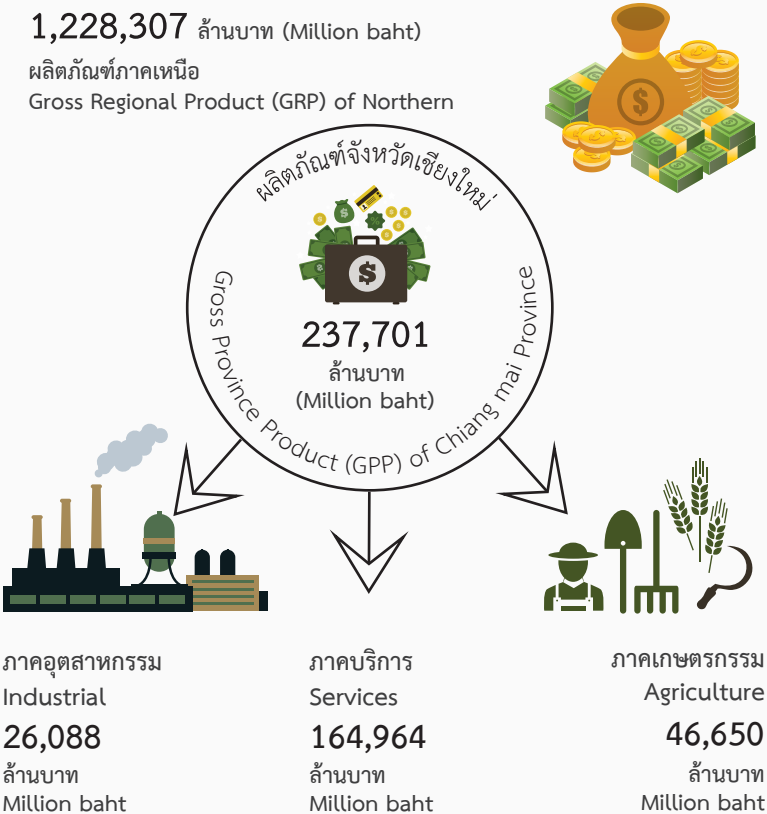 1,228,307 ล้านบาท (Million baht)
ผลิตภัณฑ์ภาคเหนือ
Gross Regional Product (GRP) of Northern
ผลิตภัณฑ์จังหวัดเชียงใหม่
$
$
237,701
ล้านบาท
(Million baht)
Gross Province Product (GPP) of Chiang mai Province
ภาคอุตสาหกรรม
Industrial
26,088
ล้านบาท
Million baht
ภาคบริการ
Services
164,964
ล้านบาท
Million baht
ภาคเกษตรกรรม
Agriculture
46,650
ล้านบาท
Million baht